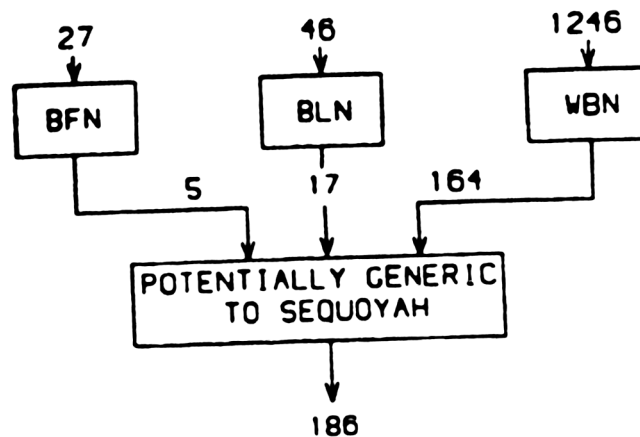 27 46 1246
BFN BLN WBN
5 17 164
POTENTIALLY GENERIC
TO SEQUOYAH
186